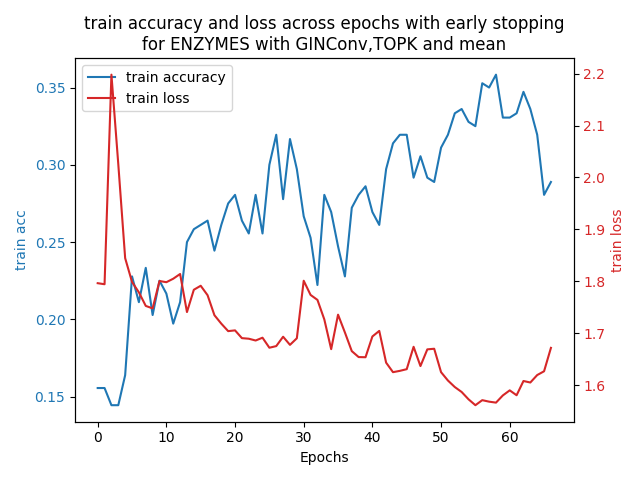 train accuracy and loss across epochs with early stopping
for ENZYMES with GINConv,TOPK and mean
train accuracy
train loss
0.35
0.30
0.25
0.20
0.15
train acc
2.2
2.1
2.0
1.9
1.8
1.7
1.6
train loss
0 10 20 30 40 50 60
Epochs